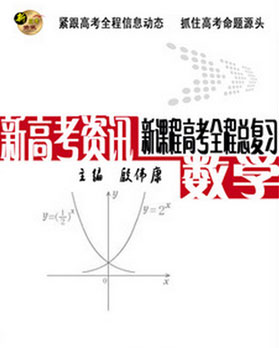 紧跟高考全程信息动态 抓住高考命题源头
新高考资讯 新课程高考全程总复习
数学
主编 殷伟康
y
y=(1/2)^x
y=2^x
0
x